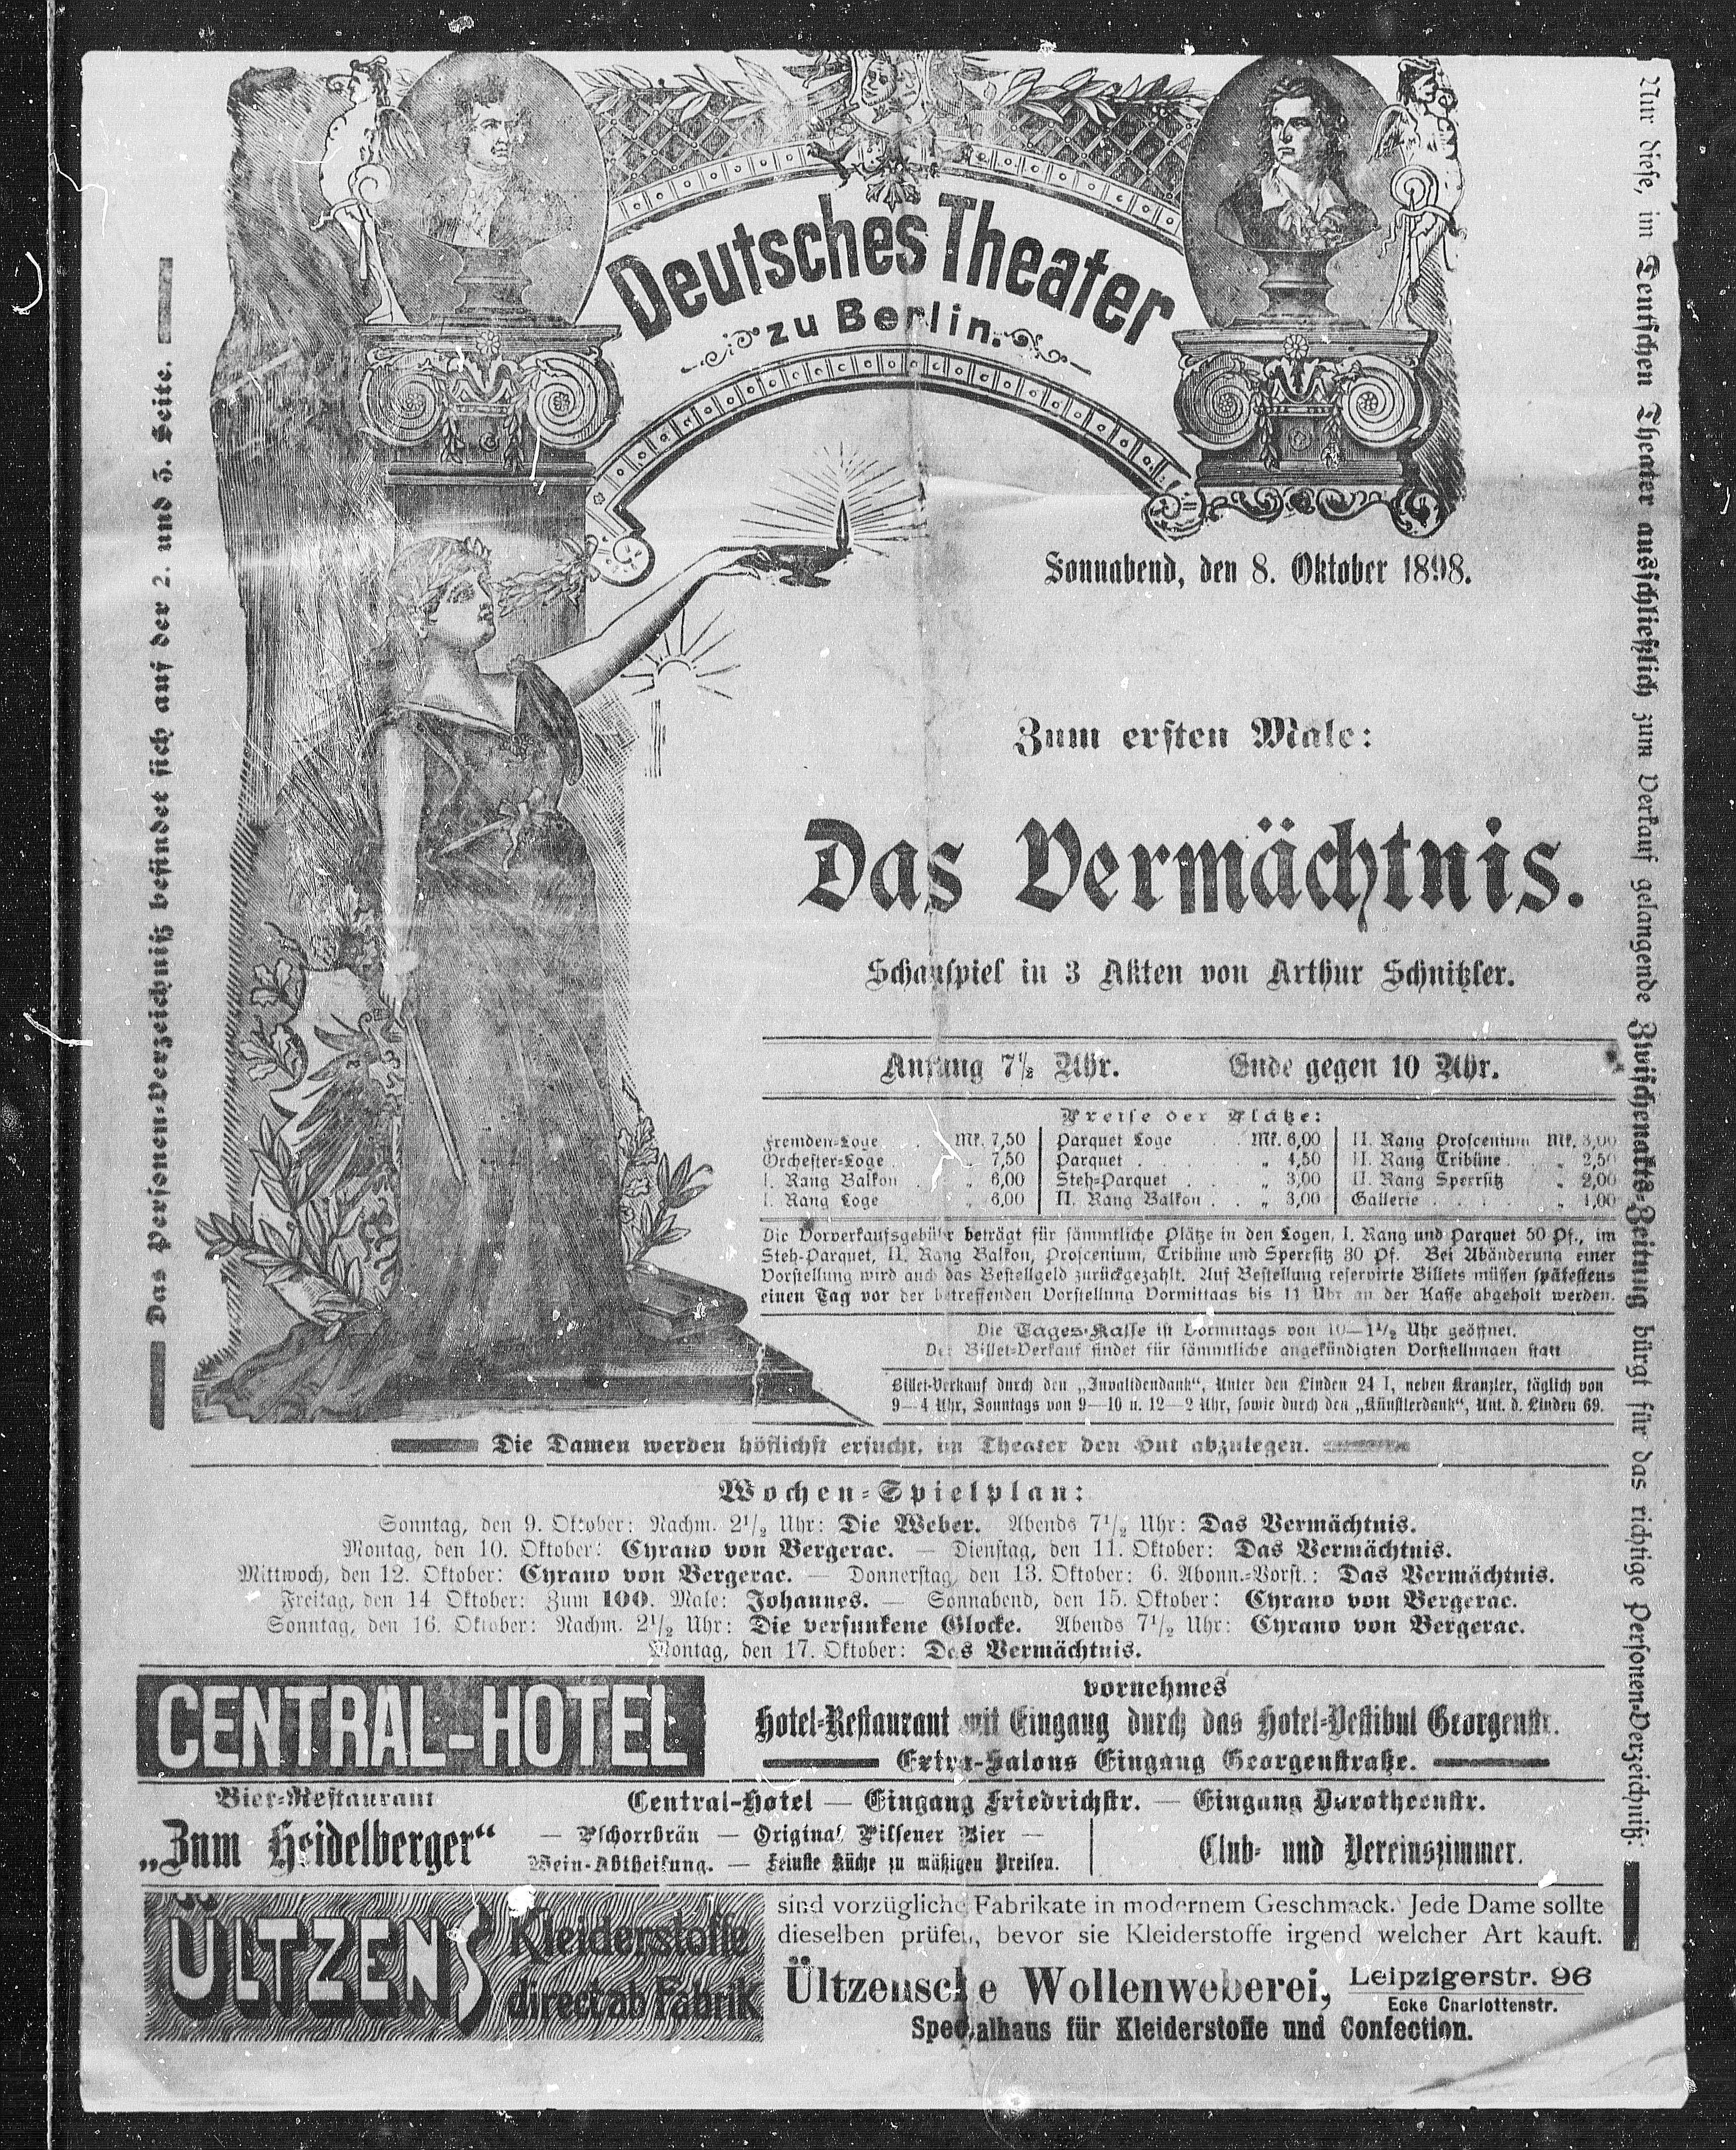 Deutsches Theater
zu Berlin.
Das Personen-Verzeichniß befindet sich auf der 2. und 3. Seite.
Nur diese, im Deutschen Theater ausschließlich zum Verkauf gelangende Zwischenakts-Zeitung bürgt für das richtige Personen-Verzeichniß.
Sonnabend, den 8. Oktober 1898.
Zum ersten Male:
Das Vermächtnis.
Schauspiel in 3 Akten von Arthur Schnitzler.
Anfang 7½ Uhr. Ende gegen 10 Uhr.
Preise der Plätze:
Fremden-Loge . Mk. 7,50 Parquet Loge . Mk. 6,00 II. Rang Proscenium Mk. 3,00
Orchester-Loge . „ 7,50 Parquet . . . „ 4,50 II. Rang Tribüne . „ 2,50
I. Rang Balkon . „ 6,00 Steh-Parquet . . „ 3,00 II. Rang Sperrsitz „ 2,00
I. Rang Loge . „ 6,00 II. Rang Balkon . . „ 3,00 Gallerie . . . „ 1,00
Die Vorverkaufsgebühr beträgt für sämmtliche Plätze in den Logen, I. Rang und Parquet 50 Pf., im
Steh-Parquet, II. Rang Balkon, Proscenium, Tribüne und Sperrsitz 30 Pf. Bei Abänderung einer
Vorstellung wird auch das Bestellgeld zurückgezahlt. Auf Bestellung reservirte Billets müssen spätestens
einen Tag vor der betreffenden Vorstellung Vormittags bis 11 Uhr an der Kasse abgeholt werden.
Die Tages-Kasse ist Vormittags von 10—1½ Uhr geöffnet.
Der Billet-Verkauf findet für sämmtliche angekündigten Vorstellungen statt
Billet-Verkauf durch den „Invalidendank“, Unter den Linden 24 I, neben Kranzler, täglich von
9—4 Uhr, Sonntags von 9—10 u. 12—2 Uhr, sowie durch den „Künstlerdank“, Unt. d. Linden 69.
Die Damen werden höflichst ersucht, im Theater den Hut abzulegen.
Wochen-Spielplan:
Sonntag, den 9. Oktober: Nachm. 2½ Uhr: Die Weber. Abends 7½ Uhr: Das Vermächtnis.
Montag, den 10. Oktober: Cyrano von Bergerac. — Dienstag, den 11. Oktober: Das Vermächtnis.
Mittwoch, den 12. Oktober: Cyrano von Bergerac. — Donnerstag, den 13. Oktober: 6. Abonn.-Vorst.: Das Vermächtnis.
Freitag, den 14 Oktober: Zum 100. Male: Johannes. — Sonnabend, den 15. Oktober: Cyrano von Bergerac.
Sonntag, den 16. Oktober: Nachm. 2½ Uhr: Die versunkene Glocke. Abends 7½ Uhr: Cyrano von Bergerac.
Montag, den 17. Oktober: Das Vermächtnis.
CENTRAL-HOTEL
vornehmes
Hotel-Restaurant mit Eingang durch das Hotel-Vestibul Georgenstr.
Extra-Salons Eingang Georgenstraße.
Bier-Restaurant
„Zum Heidelberger“
Central-Hotel — Eingang Friedrichstr. — Eingang Dorotheenstr.
— Pschorrbräu — Original Pilsener Bier —
Wein-Abtheilung. — Feinste Küche zu mäßigen Preisen.
Club- und Vereinszimmer.
ÜLTZENS Kleiderstoffe
direct ab Fabrik
sind vorzügliche Fabrikate in modernem Geschmack. Jede Dame sollte
dieselben prüfen, bevor sie Kleiderstoffe irgend welcher Art kauft.
Ültzensche Wollenweberei, Leipzigerstr. 96
Ecke Charlottenstr.
Specialhaus für Kleiderstoffe und Confection.